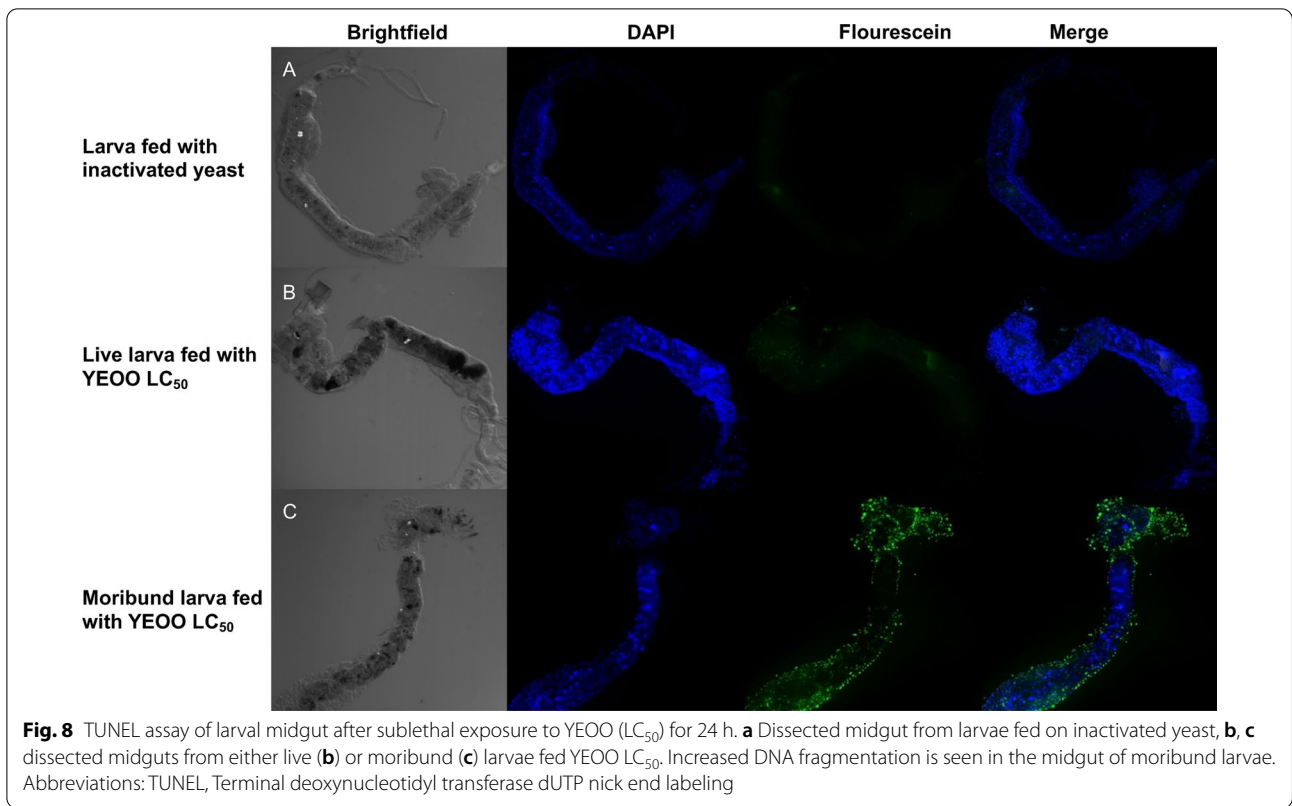 Brightfield DAPI Flourescein Merge
A
Larva fed with
inactivated yeast
B
Live larva fed with
YEOO LC50
C
Moribund larva fed
with YEOO LC50
Fig. 8 TUNEL assay of larval midgut after sublethal exposure to YEOO (LC50) for 24 h. a Dissected midgut from larvae fed on inactivated yeast, b, c
dissected midguts from either live (b) or moribund (c) larvae fed YEOO LC50. Increased DNA fragmentation is seen in the midgut of moribund larvae.
Abbreviations: TUNEL, Terminal deoxynucleotidyl transferase dUTP nick end labeling